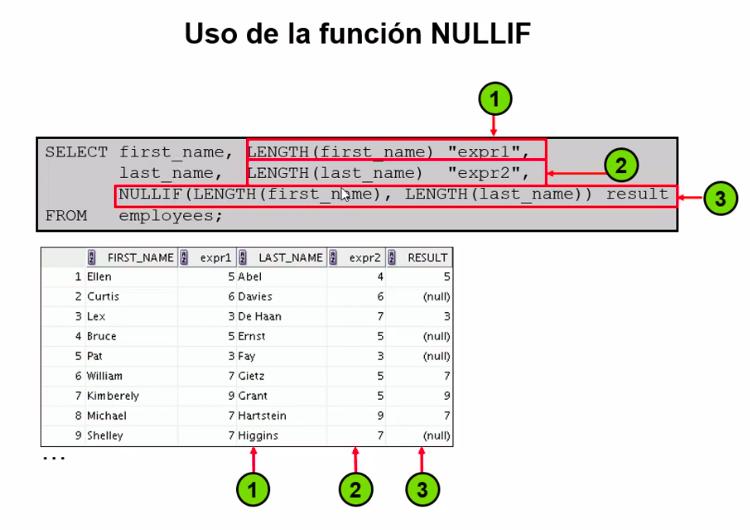 Uso de la función NULLIF
1
SELECT first_name, LENGTH(first_name) "expr1",
2
last_name, LENGTH(last_name) "expr2",
NULLIF(LENGTH(first_name), LENGTH(last_name)) result
3
FROM employees;
FIRST_NAME expr1 LAST_NAME expr2 RESULT
1 Ellen 5 Abel 4 5
2 Curtis 6 Davies 6 (null)
3 Lex 3 De Haan 7 3
4 Bruce 5 Ernst 5 (null)
5 Pat 3 Fay 3 (null)
6 William 7 Gietz 5 7
7 Kimberely 9 Grant 5 9
8 Michael 7 Hartstein 9 7
9 Shelley 7 Higgins 7 (null)
...
1 2 3